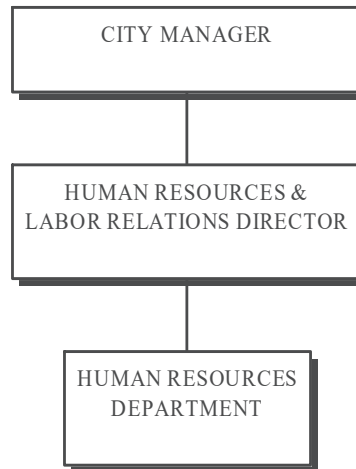 CITY MANAGER
HUMAN RESOURCES &
LABOR RELATIONS DIRECTOR
HUMAN RESOURCES
DEPARTMENT